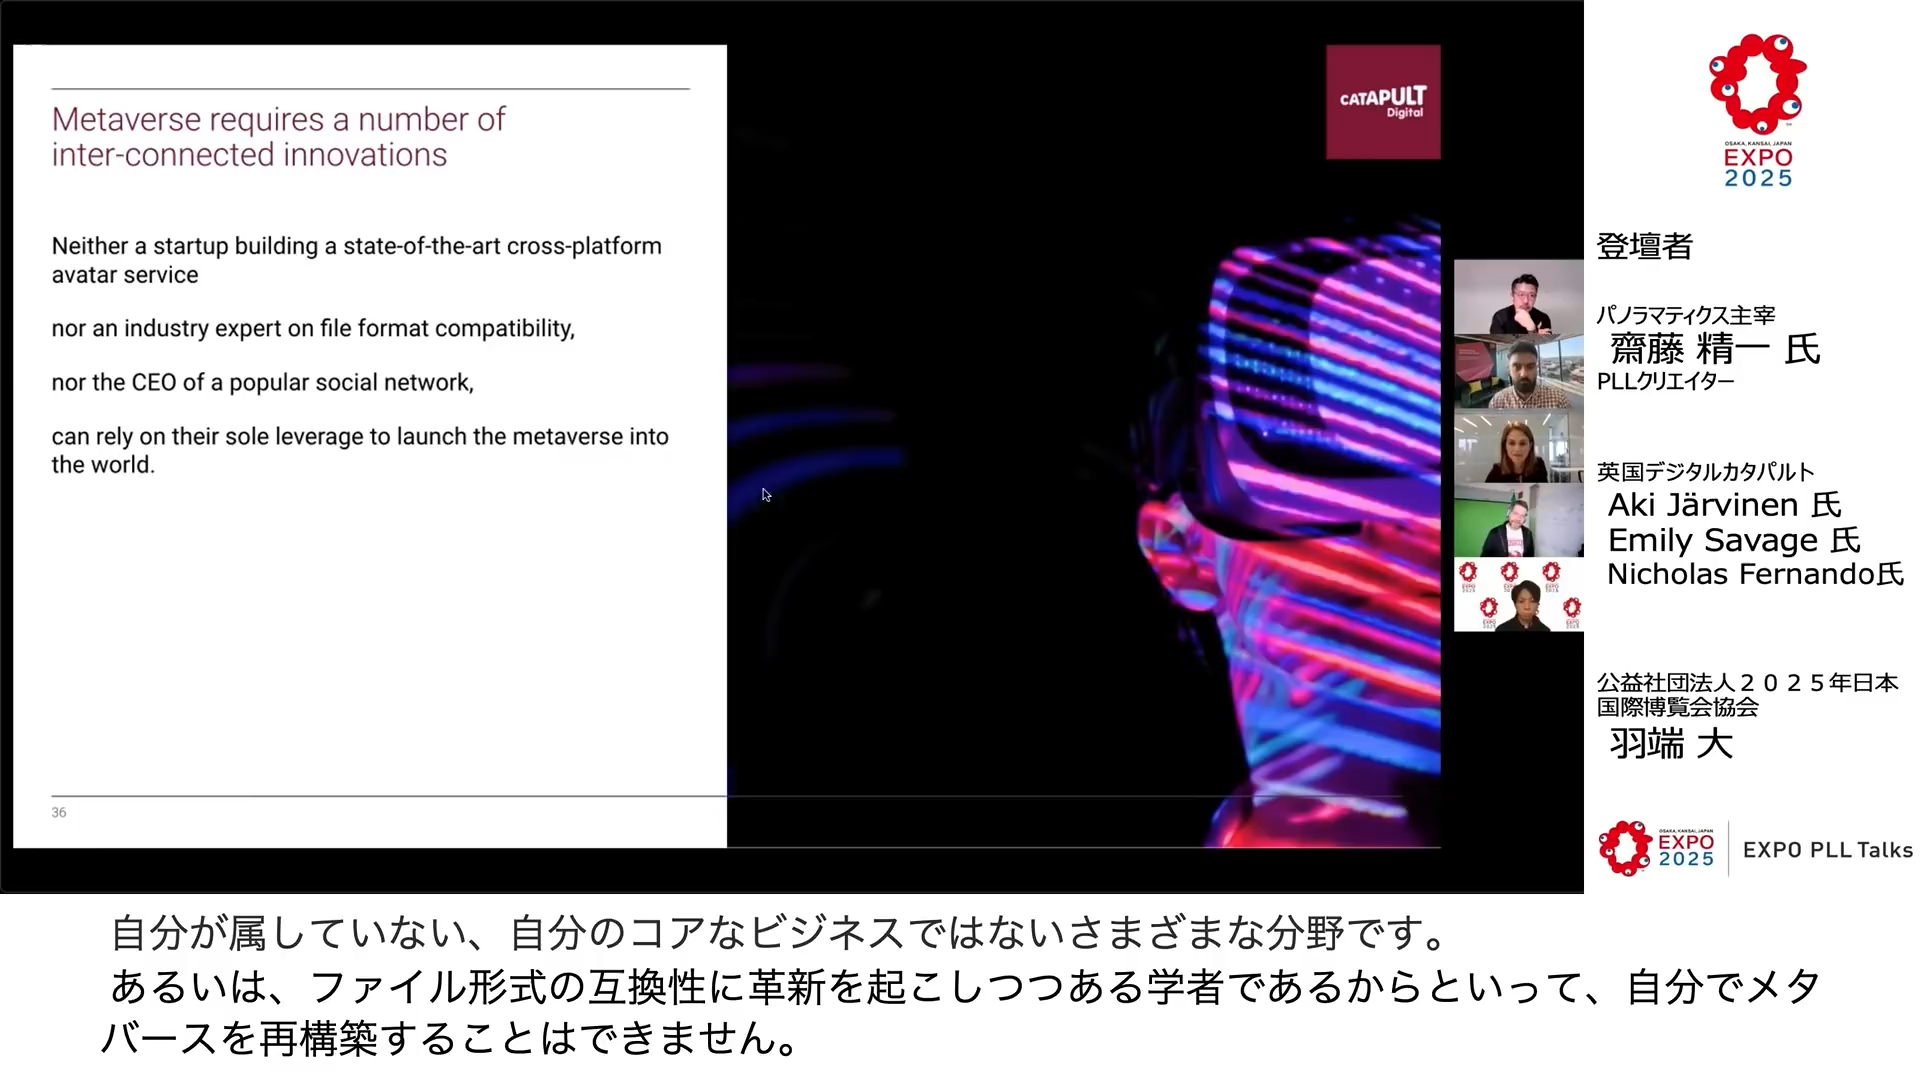 Metaverse requires a number of
inter-connected innovations
Neither a startup building a state-of-the-art cross-platform
avatar service
nor an industry expert on file format compatibility,
nor the CEO of a popular social network,
can rely on their sole leverage to launch the metaverse into
the world.
36
CATAPULT
Digital
OSAKA, KANSAI, JAPAN
EXPO
2025
登壇者
パノラマティクス主宰
齋藤 精一 氏
PLLクリエイター
英国デジタルカタパルト
Aki Järvinen 氏
Emily Savage 氏
Nicholas Fernando氏
公益社団法人２０２５年日本
国際博覧会協会
羽端 大
OSAKA, KANSAI, JAPAN
EXPO
2025
EXPO PLL Talks
自分が属していない、自分のコアなビジネスではないさまざまな分野です。
あるいは、ファイル形式の互換性に革新を起こしつつある学者であるからといって、自分でメタ
バースを再構築することはできません。